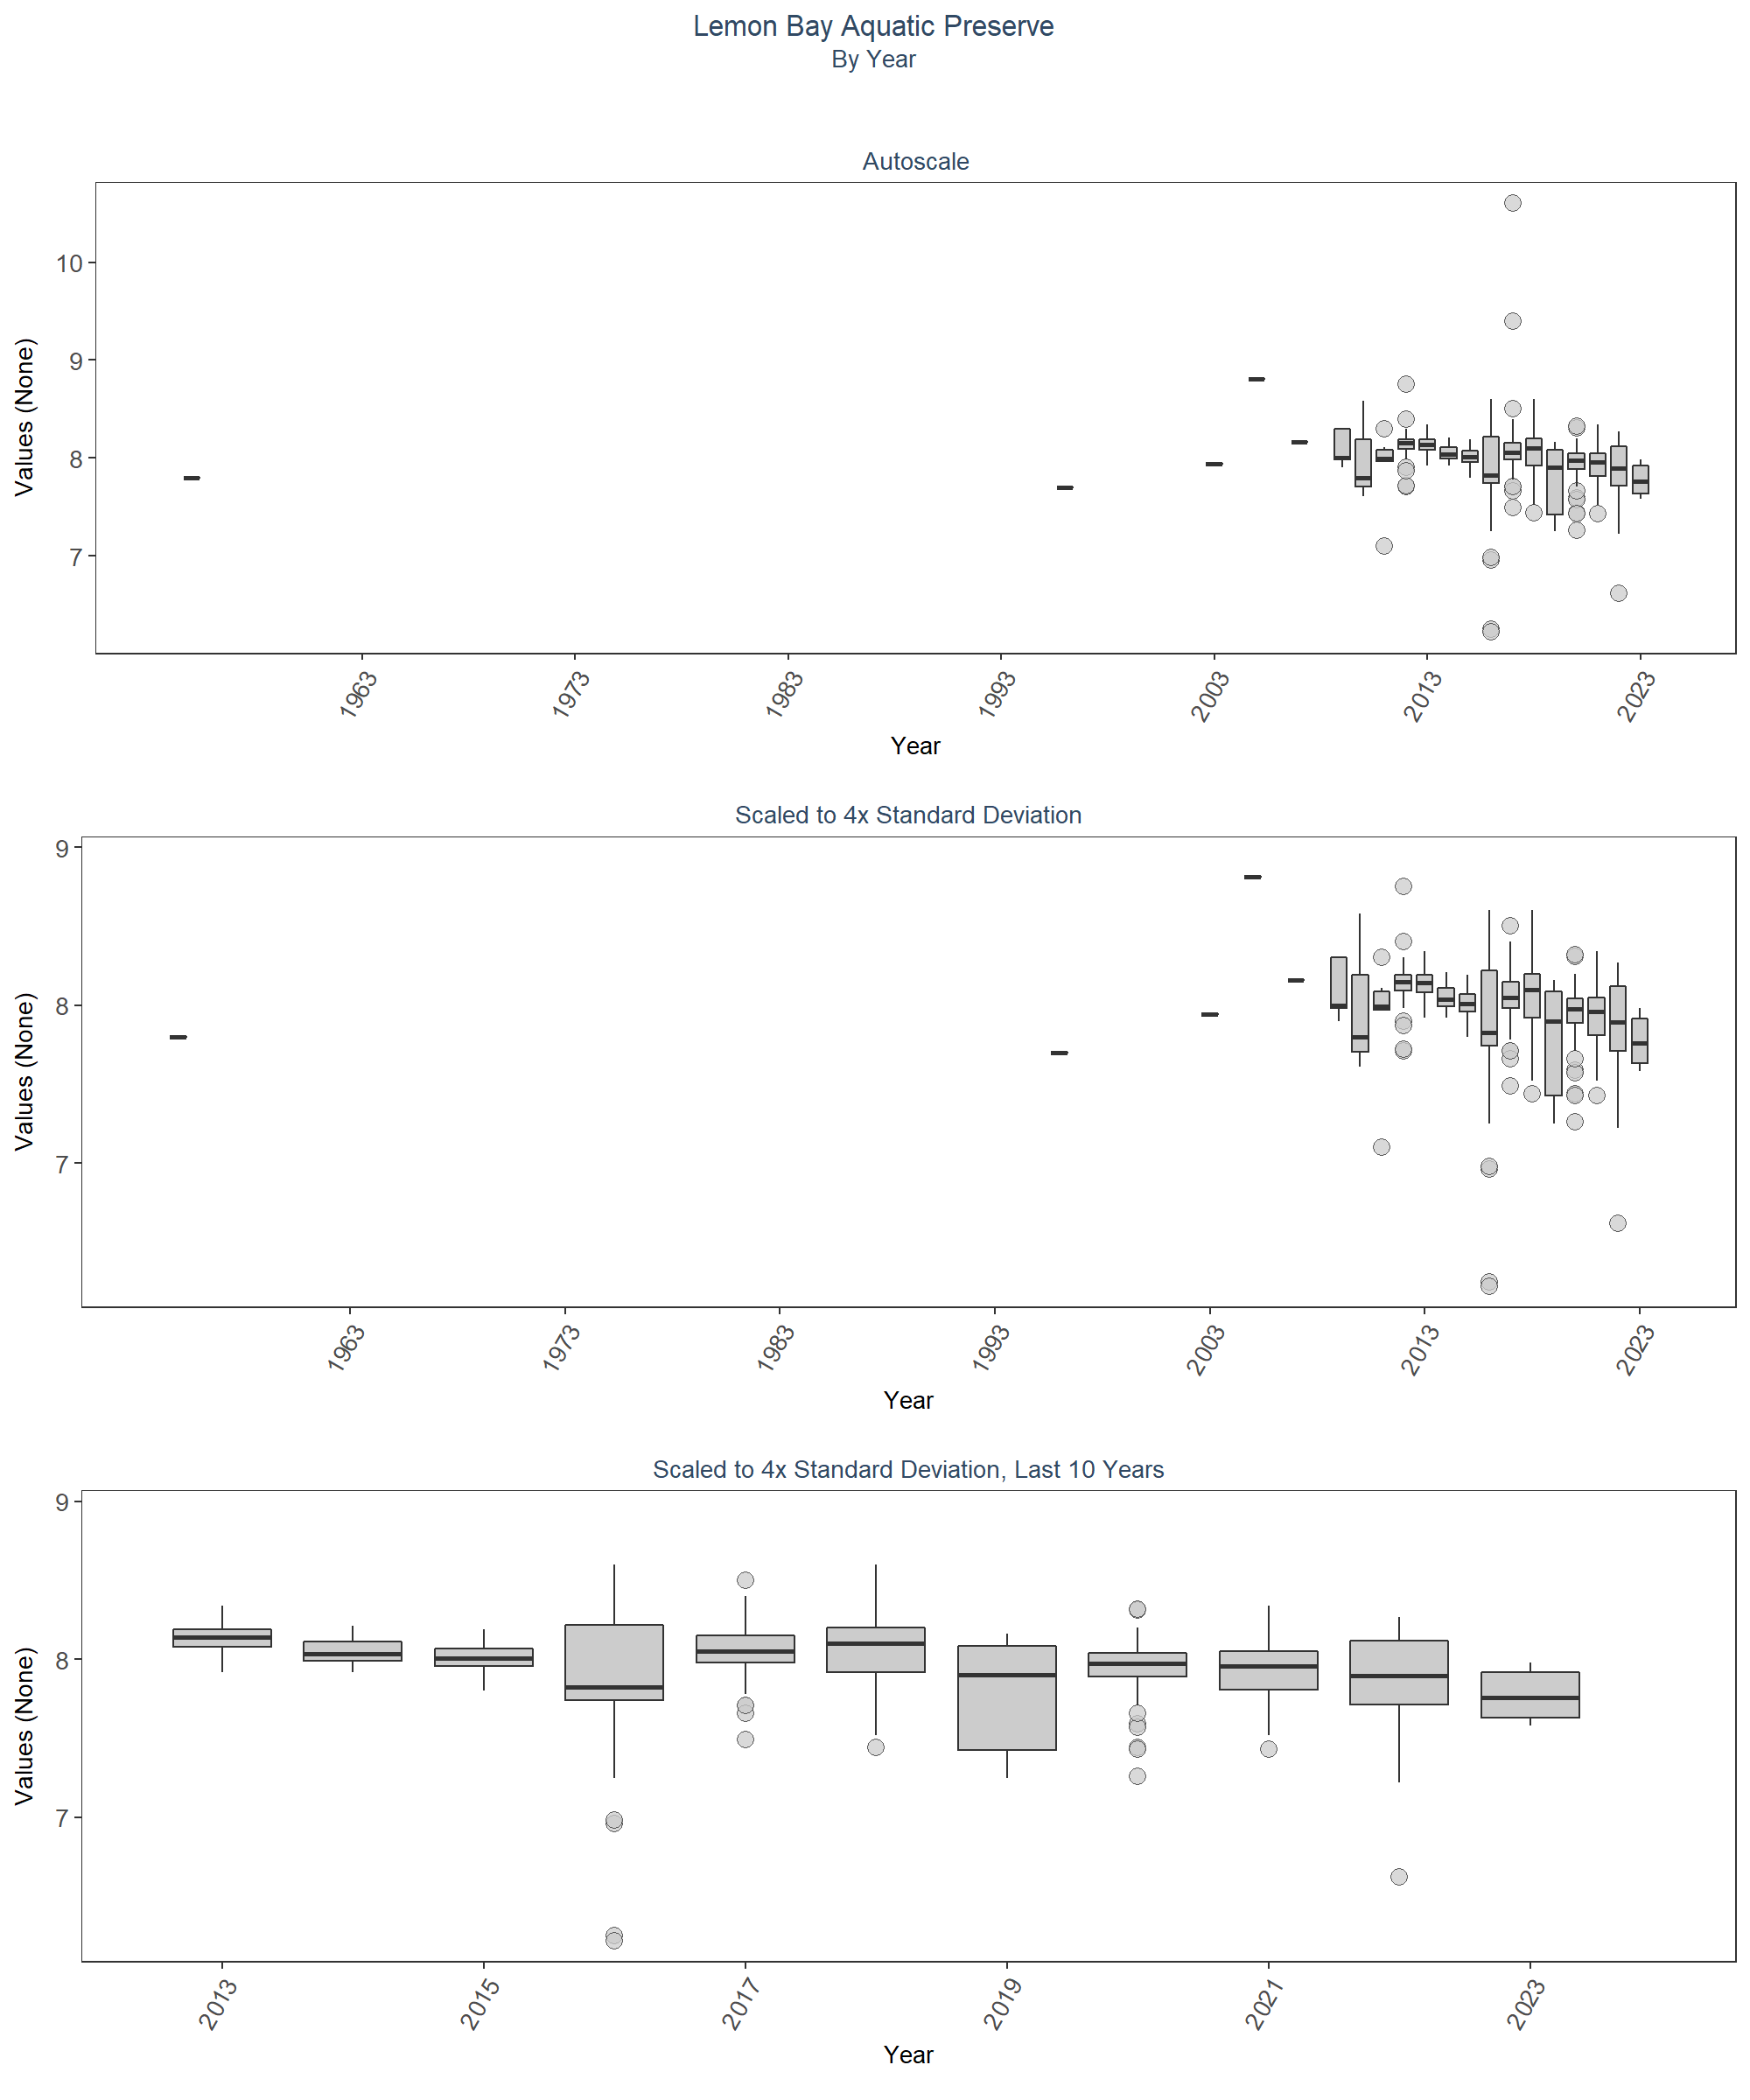 Lemon Bay Aquatic Preserve
By Year
Autoscale
Values (None)
10
9
8
7
1963 1973 1983 1993 2003 2013 2023
Year
Scaled to 4x Standard Deviation
Values (None)
9
8
7
1963 1973 1983 1993 2003 2013 2023
Year
Scaled to 4x Standard Deviation, Last 10 Years
Values (None)
9
8
7
2013 2015 2017 2019 2021 2023
Year